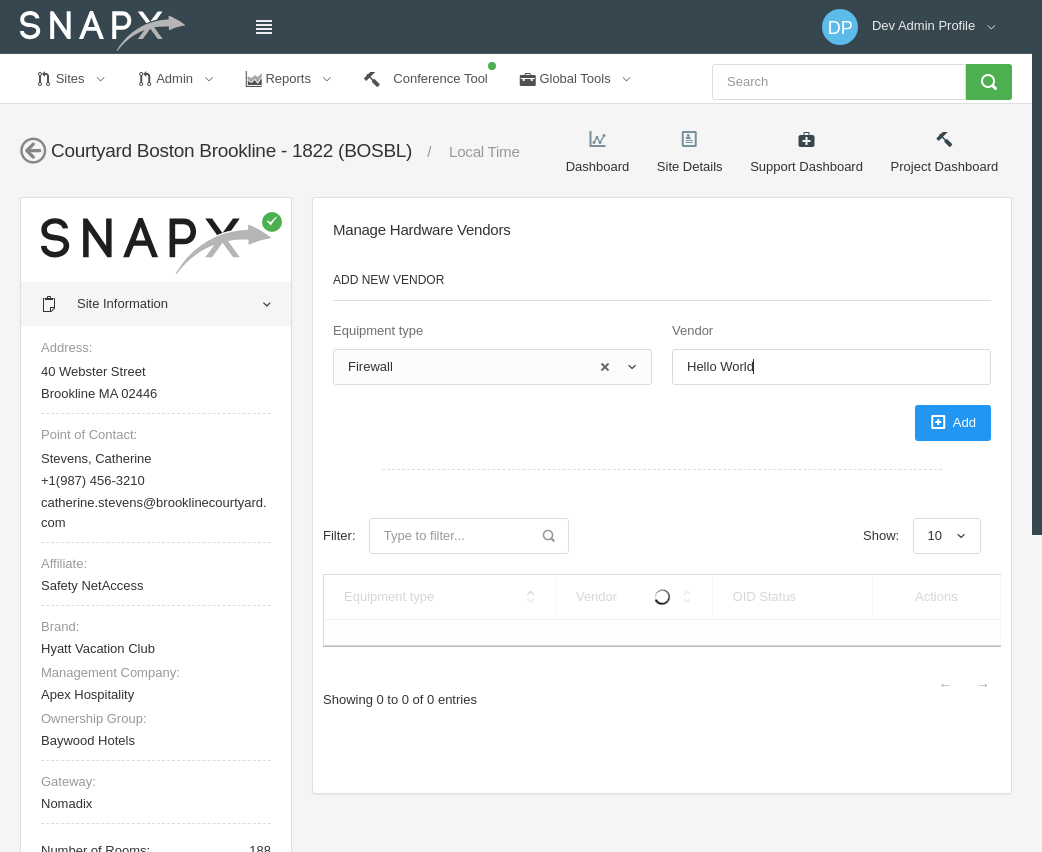 SNAPX
DP
Dev Admin Profile
Sites
Admin
Reports
Conference Tool
Global Tools
Search
Courtyard Boston Brookline - 1822 (BOSBL) / Local Time
Dashboard
Site Details
Support Dashboard
Project Dashboard
SNAPX
Site Information
Address:
40 Webster Street
Brookline MA 02446
Point of Contact:
Stevens, Catherine
+1(987) 456-3210
catherine.stevens@brooklinecourtyard.
com
Affiliate:
Safety NetAccess
Brand:
Hyatt Vacation Club
Management Company:
Apex Hospitality
Ownership Group:
Baywood Hotels
Gateway:
Nomadix
Number of Rooms: 188
Manage Hardware Vendors
ADD NEW VENDOR
Equipment type
Vendor
Firewall
Hello World
Add
Filter: Type to filter...
Show: 10
Equipment type Vendor OID Status Actions
← →
Showing 0 to 0 of 0 entries